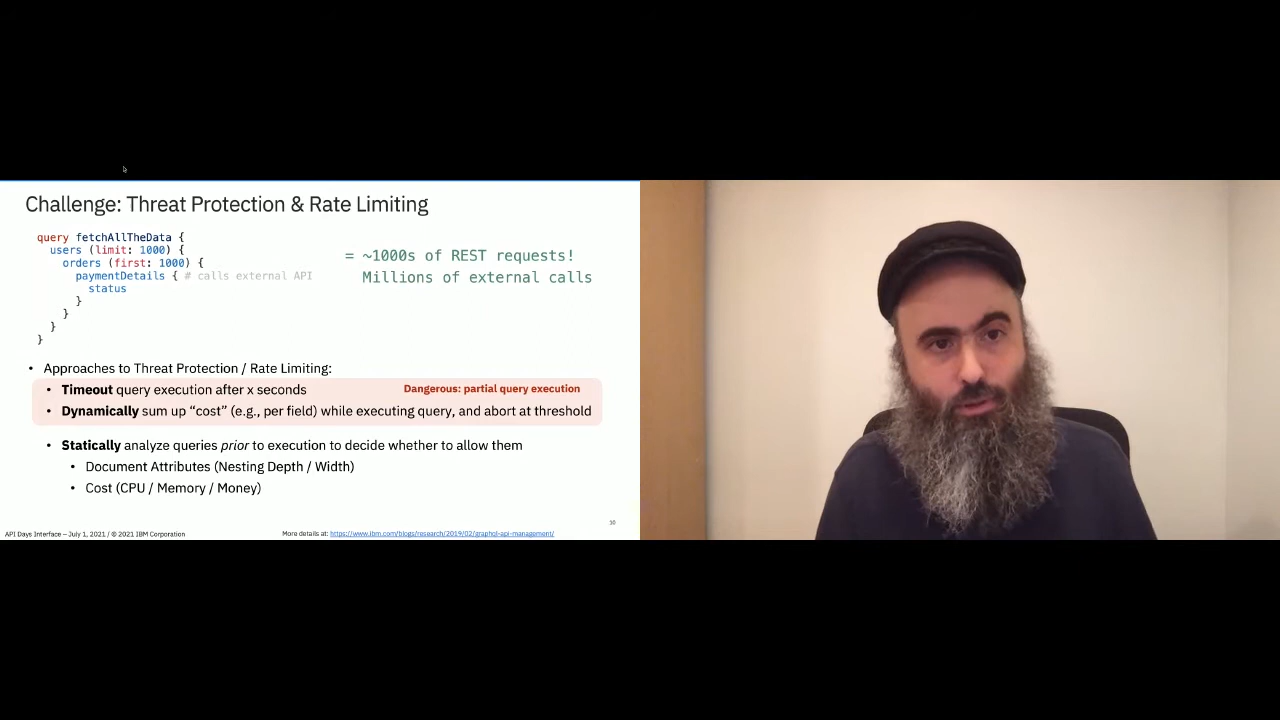 Challenge: Threat Protection & Rate Limiting
query fetchAllTheData {
users (limit: 1000) {
orders (first: 1000) {
paymentDetails { # calls external API
status
}
}
}
}
= ~1000s of REST requests!
Millions of external calls
• Approaches to Threat Protection / Rate Limiting:
• Timeout query execution after x seconds
Dangerous: partial query execution
• Dynamically sum up “cost” (e.g., per field) while executing query, and abort at threshold
• Statically analyze queries prior to execution to decide whether to allow them
• Document Attributes (Nesting Depth / Width)
• Cost (CPU / Memory / Money)
10
API Days Interface – July 1, 2021 / © 2021 IBM Corporation
More details at: https://www.ibm.com/blogs/research/2019/02/graphql-api-management/